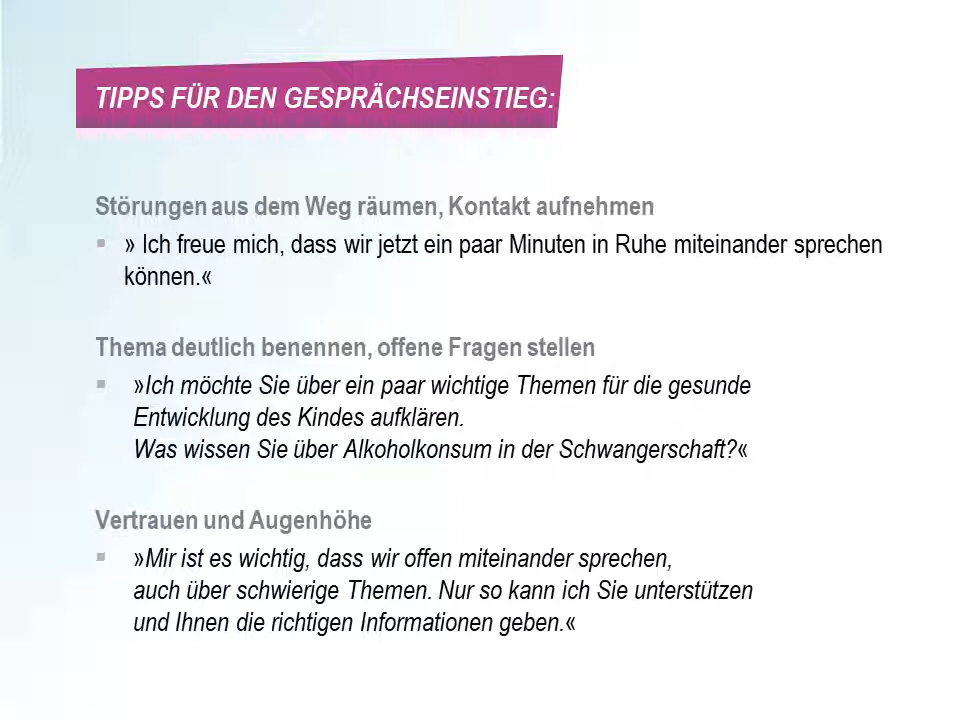 TIPPS FÜR DEN GESPRÄCHSEINSTIEG:
Störungen aus dem Weg räumen, Kontakt aufnehmen
» Ich freue mich, dass wir jetzt ein paar Minuten in Ruhe miteinander sprechen
können.«
Thema deutlich benennen, offene Fragen stellen
»Ich möchte Sie über ein paar wichtige Themen für die gesunde
Entwicklung des Kindes aufklären.
Was wissen Sie über Alkoholkonsum in der Schwangerschaft?«
Vertrauen und Augenhöhe
»Mir ist es wichtig, dass wir offen miteinander sprechen,
auch über schwierige Themen. Nur so kann ich Sie unterstützen
und Ihnen die richtigen Informationen geben.«